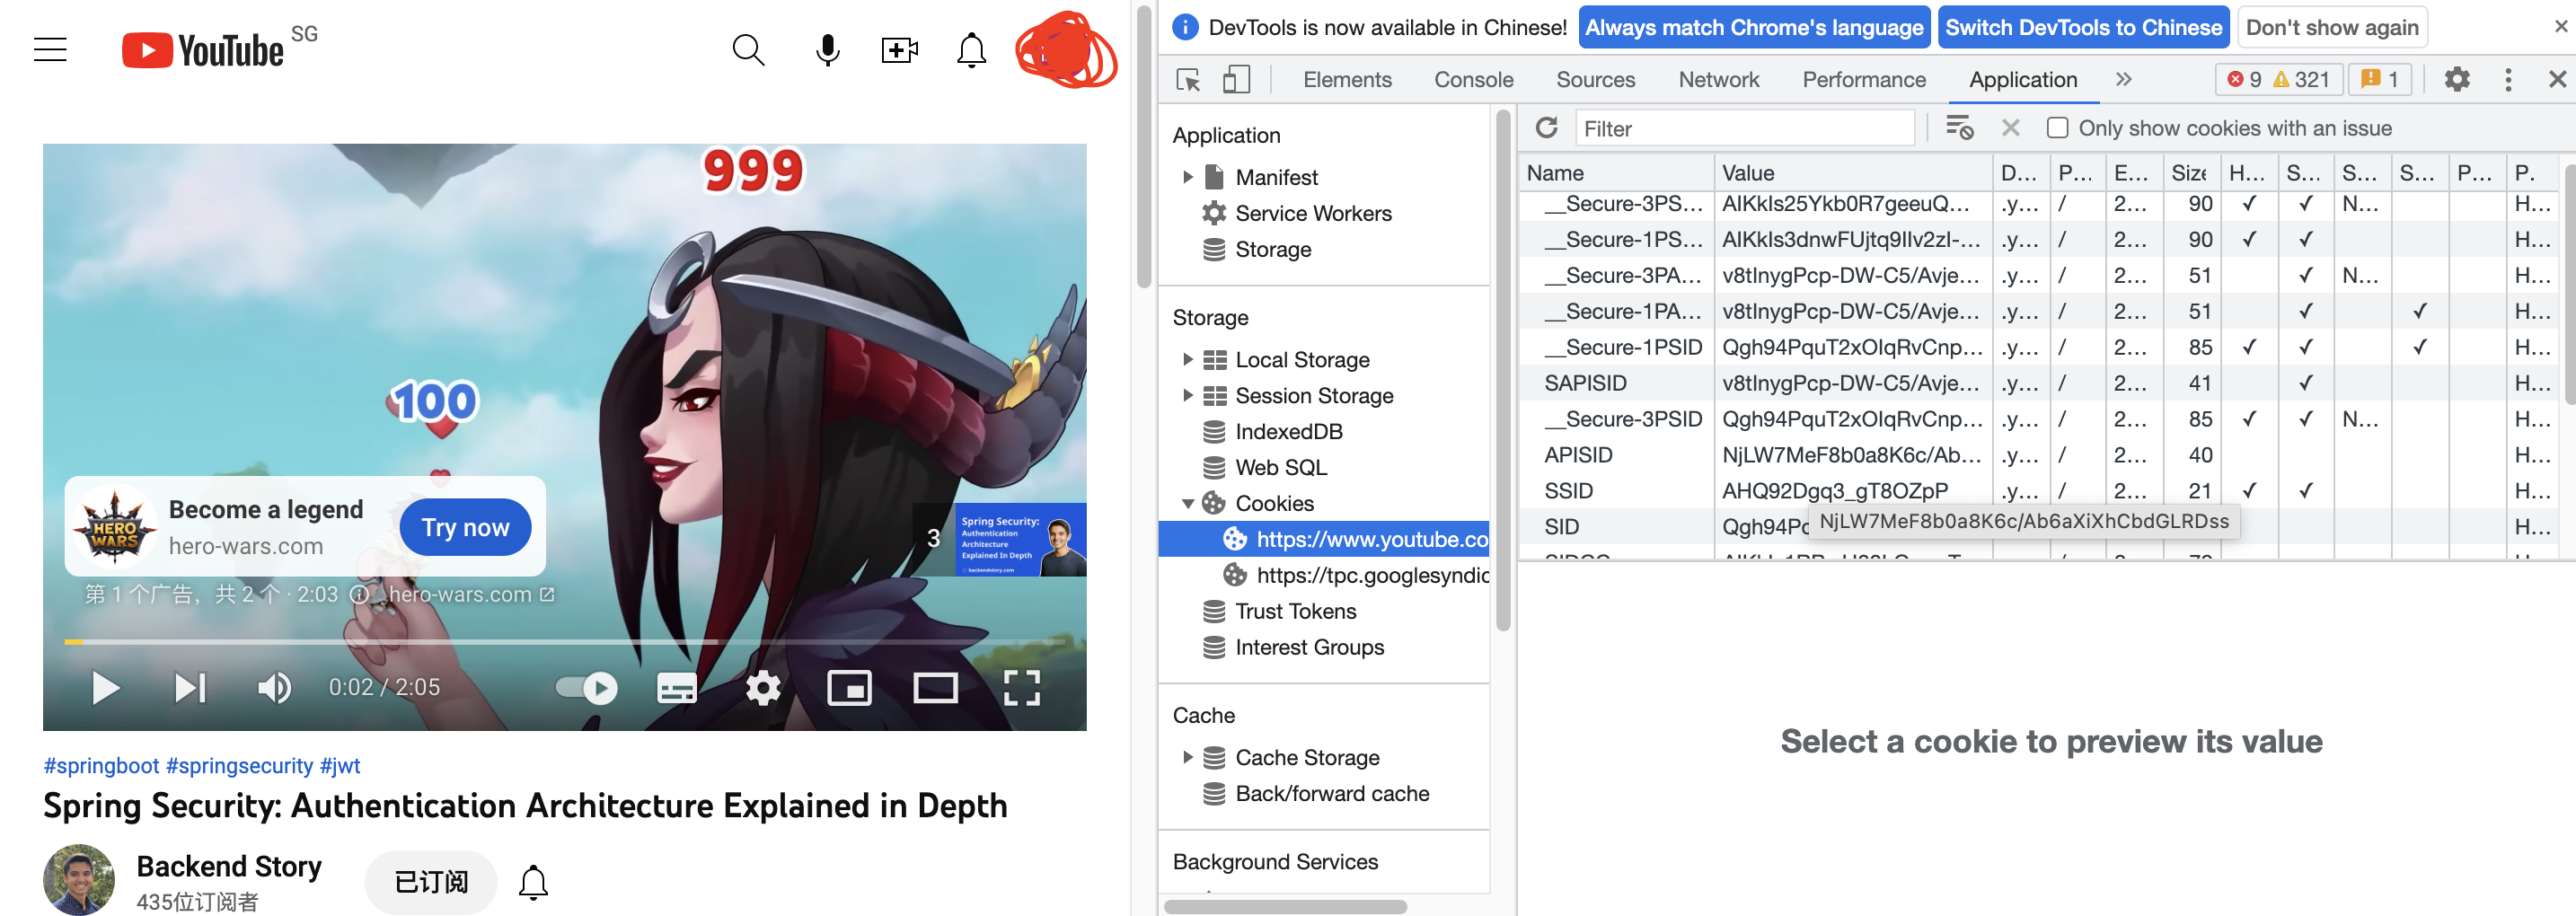 YouTube SG
999
100
Become a legend
hero-wars.com
Try now
HERO WARS
3
Spring Security:
Authentication
Architecture
Explained In Depth
backendstory.com
第 1 个广告，共 2 个 · 2:03 hero-wars.com
0:02 / 2:05
#springboot #springsecurity #jwt
Spring Security: Authentication Architecture Explained in Depth
Backend Story
435位订阅者
已订阅
DevTools is now available in Chinese! Always match Chrome's language Switch DevTools to Chinese Don't show again
Elements Console Sources Network Performance Application 9 321 1
Application
Manifest
Service Workers
Storage
Storage
Local Storage
Session Storage
IndexedDB
Web SQL
Cookies
https://www.youtube.co
https://tpc.googlesyndic
Trust Tokens
Interest Groups
Cache
Cache Storage
Back/forward cache
Background Services
Filter Only show cookies with an issue
Name Value D... P... E... Size H... S... S... S... P... P.
__Secure-3PS... AIKkIs25Ykb0R7geeuQ... .y... / 2... 90 ✓ ✓ N... H...
__Secure-1PS... AIKkIs3dnwFUjtq9IIv2zI-... .y... / 2... 90 ✓ ✓ H...
__Secure-3PA... v8tInygPcp-DW-C5/Avje... .y... / 2... 51 ✓ N... H...
__Secure-1PA... v8tInygPcp-DW-C5/Avje... .y... / 2... 51 ✓ ✓ H...
__Secure-1PSID Qgh94PquT2xOIqRvCnp... .y... / 2... 85 ✓ ✓ ✓ H...
SAPISID v8tInygPcp-DW-C5/Avje... .y... / 2... 41 ✓ H...
__Secure-3PSID Qgh94PquT2xOIqRvCnp... .y... / 2... 85 ✓ ✓ N... H...
APISID NjLW7MeF8b0a8K6c/Ab... .y... / 2... 40 H...
SSID AHQ92Dgq3_gT8OZpP .y... / 2... 21 ✓ ✓ H...
SID Qgh94Pc H...
NjLW7MeF8b0a8K6c/Ab6aXiXhCbdGLRDss
Select a cookie to preview its value